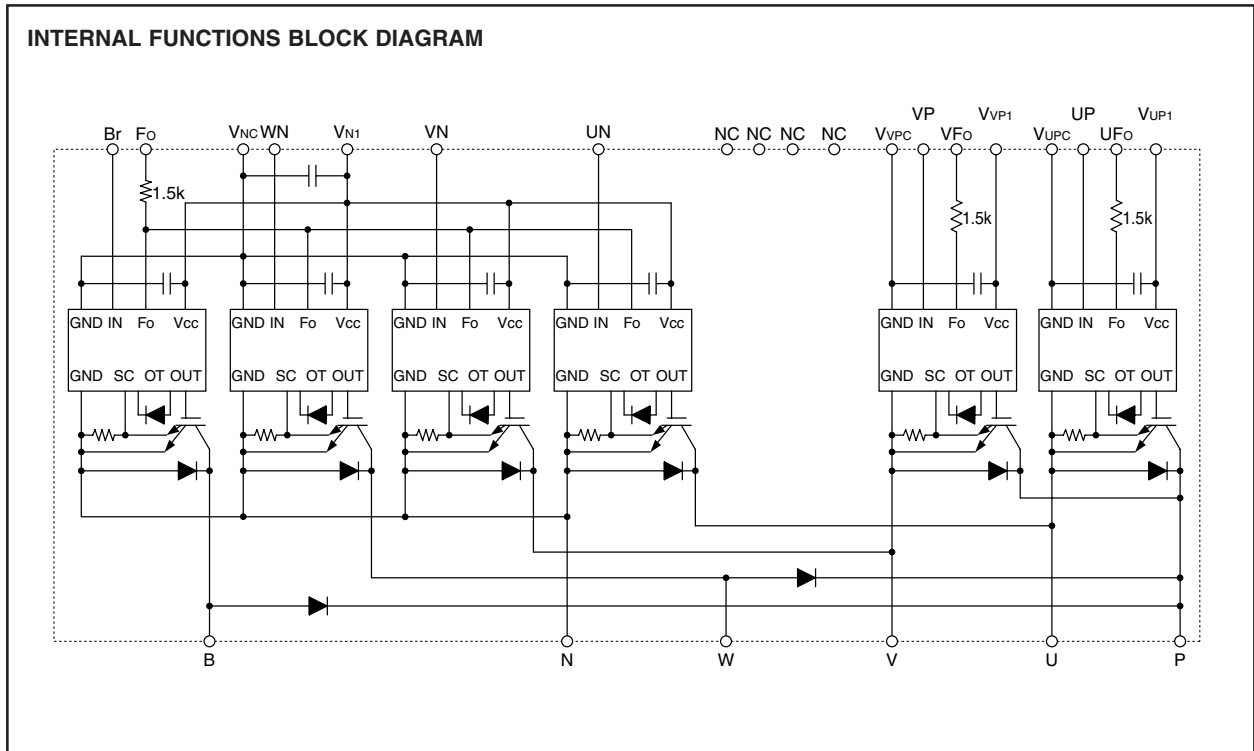 INTERNAL FUNCTIONS BLOCK DIAGRAM
VP VVP1 UP VUP1
Br FO VNC WN VN1 VN UN NC NC NC NC VVPC VFO VUPC UFO
1.5k 1.5k 1.5k
GND IN FO VCC GND IN FO VCC GND IN FO VCC GND IN FO VCC GND IN FO VCC GND IN FO VCC
GND SC OT OUT GND SC OT OUT GND SC OT OUT GND SC OT OUT GND SC OT OUT GND SC OT OUT
B N W V U P